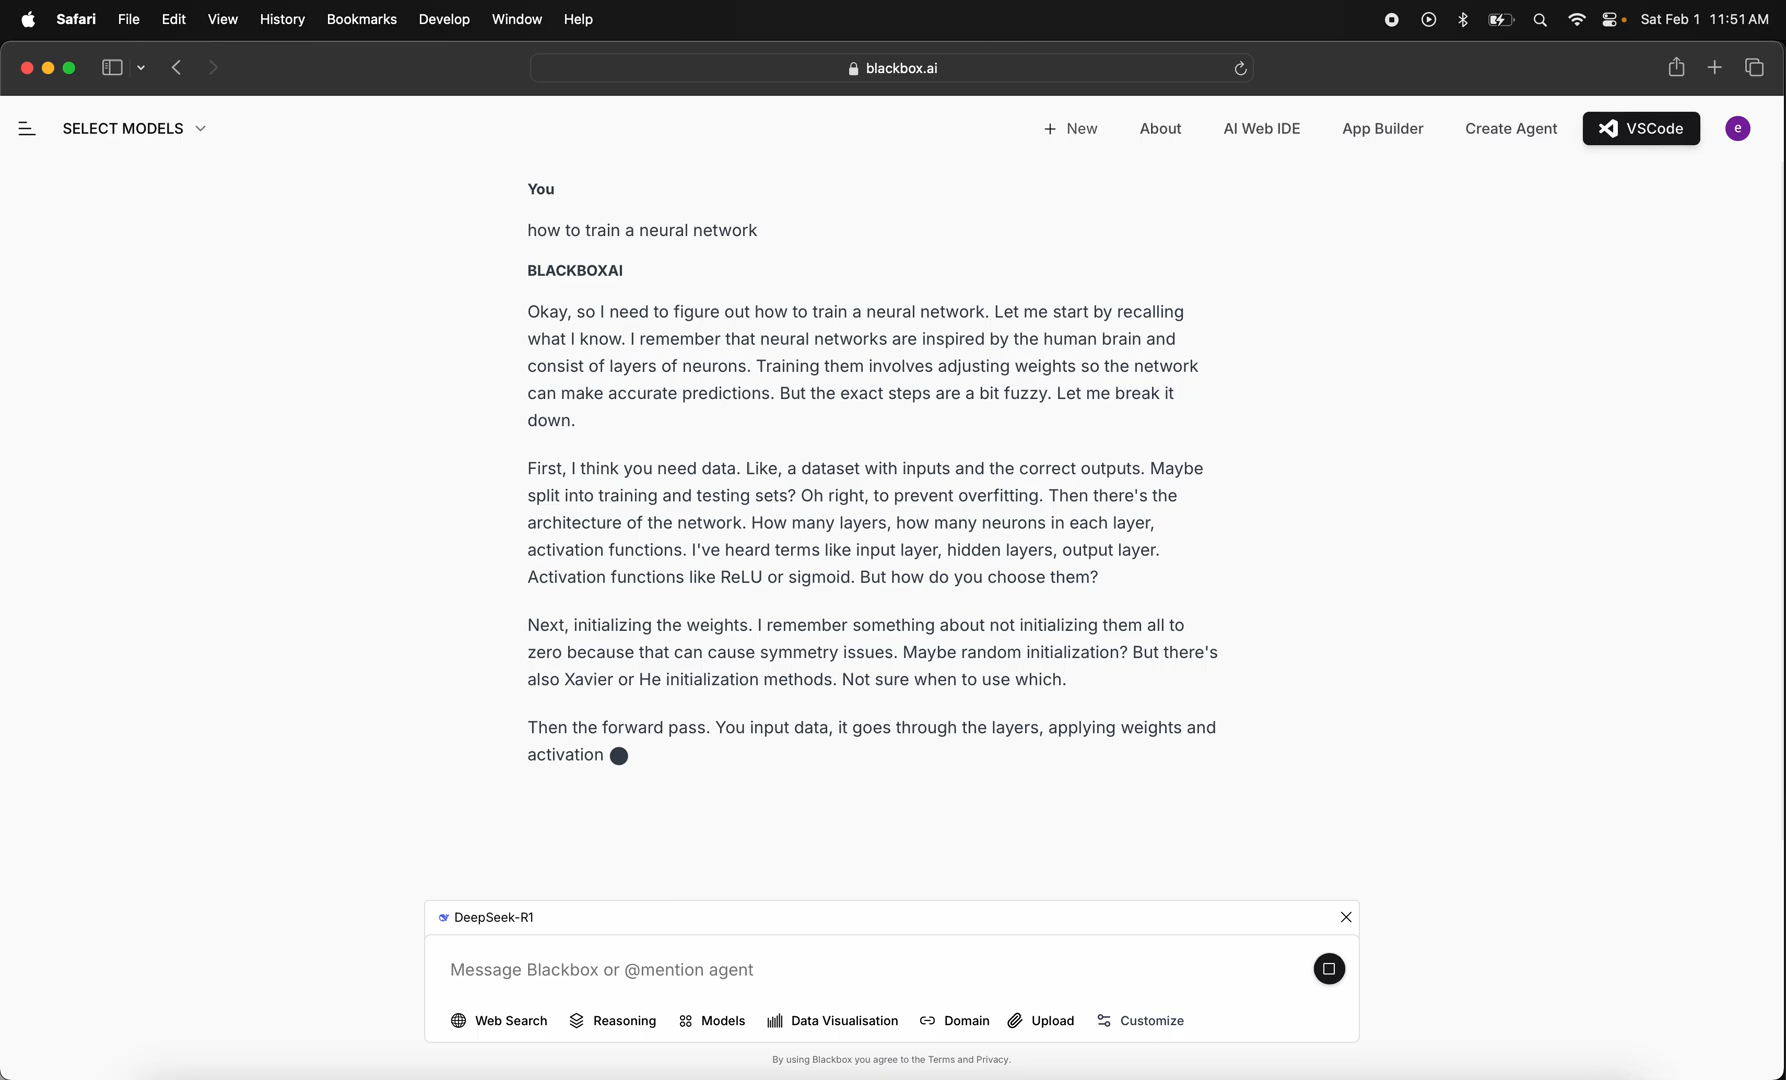 Safari File Edit View History Bookmarks Develop Window Help Sat Feb 1 11:51 AM
blackbox.ai
SELECT MODELS + New About AI Web IDE App Builder Create Agent VSCode e
You
how to train a neural network
BLACKBOXAI
Okay, so I need to figure out how to train a neural network. Let me start by recalling
what I know. I remember that neural networks are inspired by the human brain and
consist of layers of neurons. Training them involves adjusting weights so the network
can make accurate predictions. But the exact steps are a bit fuzzy. Let me break it
down.
First, I think you need data. Like, a dataset with inputs and the correct outputs. Maybe
split into training and testing sets? Oh right, to prevent overfitting. Then there's the
architecture of the network. How many layers, how many neurons in each layer,
activation functions. I've heard terms like input layer, hidden layers, output layer.
Activation functions like ReLU or sigmoid. But how do you choose them?
Next, initializing the weights. I remember something about not initializing them all to
zero because that can cause symmetry issues. Maybe random initialization? But there's
also Xavier or He initialization methods. Not sure when to use which.
Then the forward pass. You input data, it goes through the layers, applying weights and
activation
DeepSeek-R1
Message Blackbox or @mention agent
Web Search Reasoning Models Data Visualisation Domain Upload Customize
By using Blackbox you agree to the Terms and Privacy.